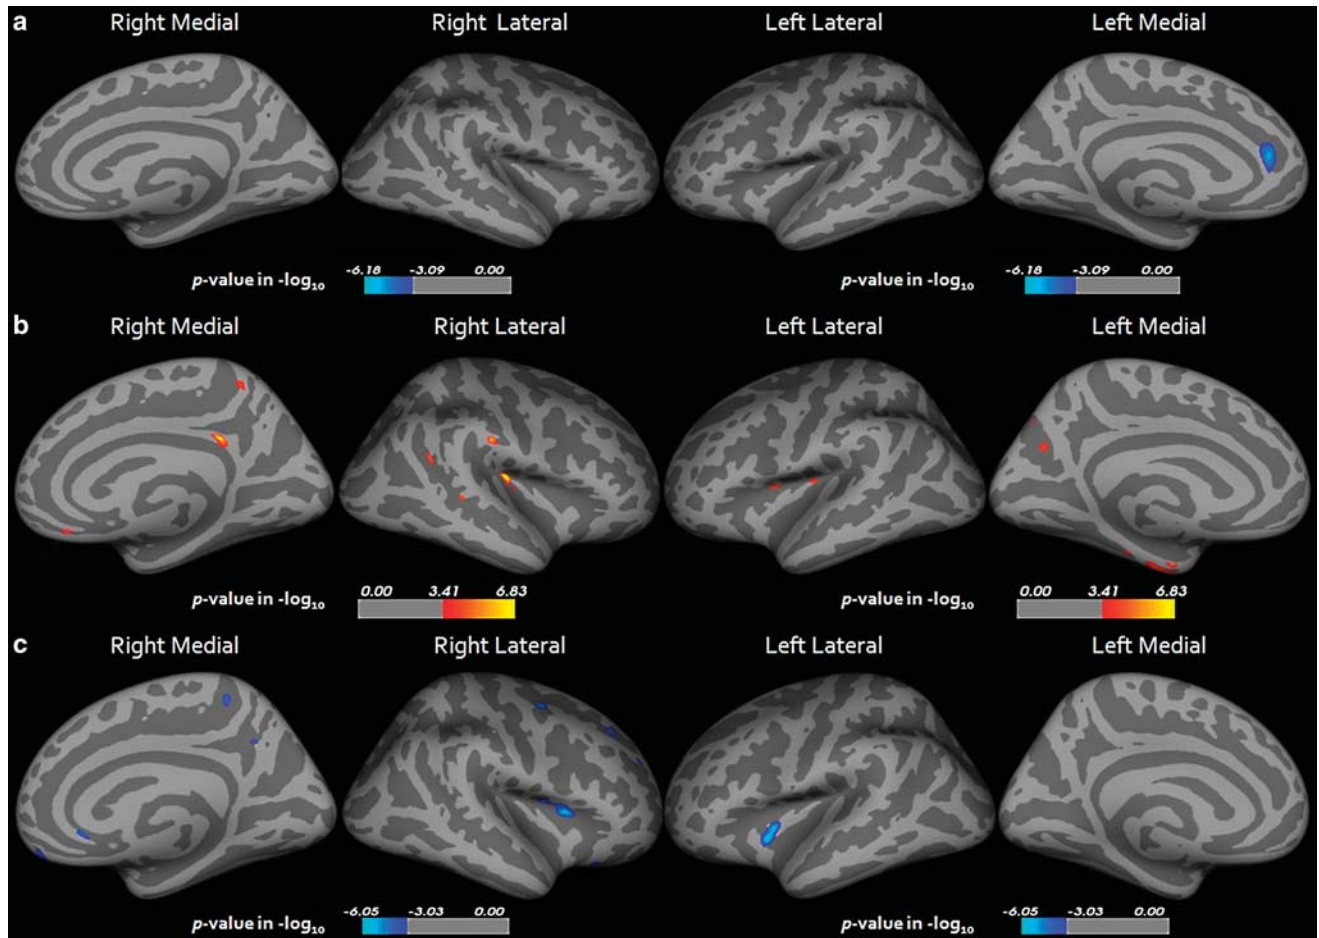 a
Right Medial Right Lateral Left Lateral Left Medial
p-value in -log10 -6.18 -3.09 0.00 p-value in -log10 -6.18 -3.09 0.00
b
Right Medial Right Lateral Left Lateral Left Medial
p-value in -log10 0.00 3.41 6.83 p-value in -log10 0.00 3.41 6.83
c
Right Medial Right Lateral Left Lateral Left Medial
p-value in -log10 -6.05 -3.03 0.00 p-value in -log10 -6.05 -3.03 0.00